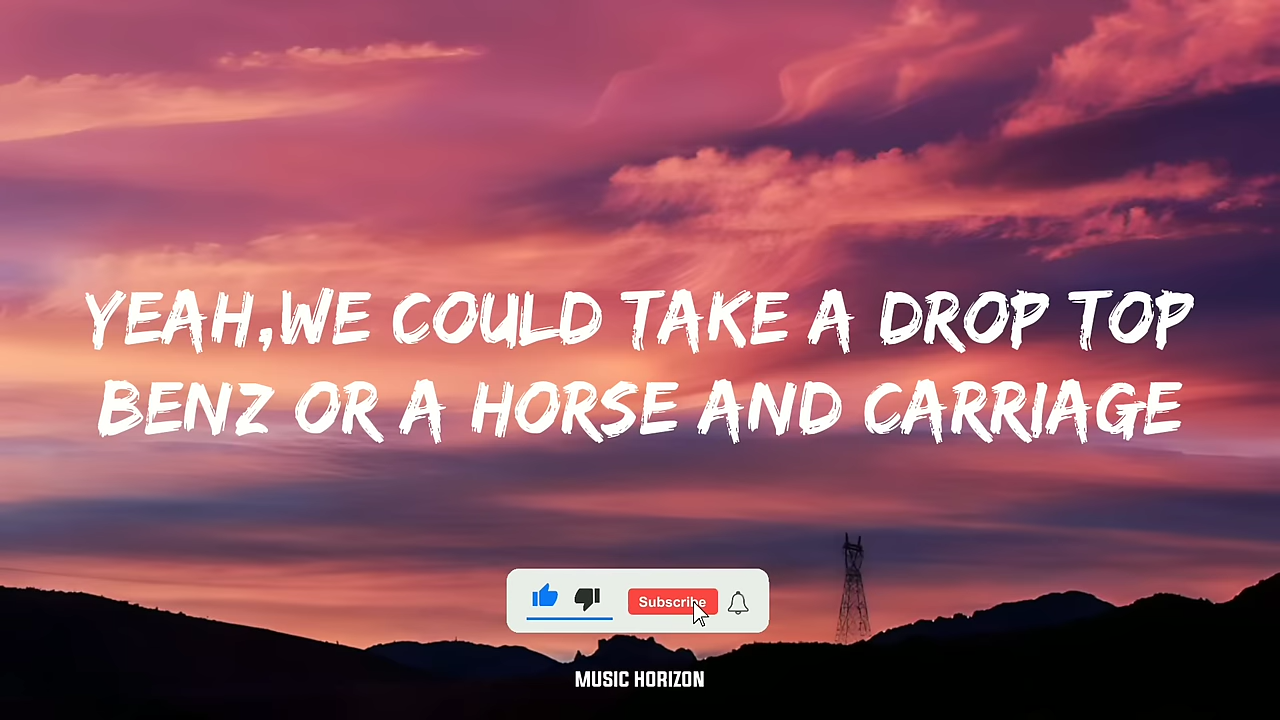 YEAH,WE COULD TAKE A DROP TOP
BENZ OR A HORSE AND CARRIAGE
Subscribe
MUSIC HORIZON